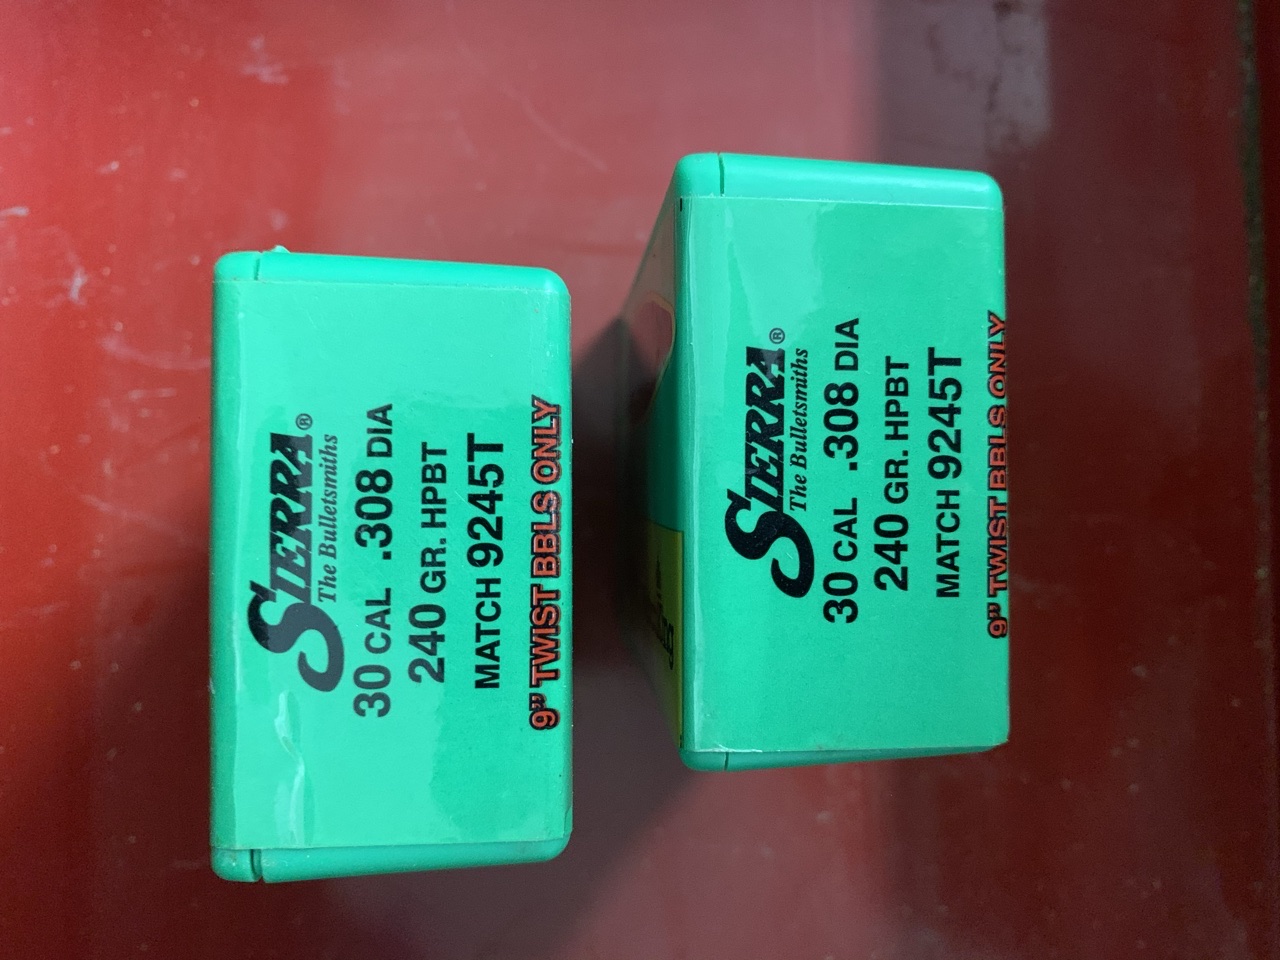 SIERRA®
The Bulletsmiths
30 CAL .308 DIA
240 GR. HPBT
MATCH 9245T
9" TWIST BBLS ONLY
SIERRA®
The Bulletsmiths
30 CAL .308 DIA
240 GR. HPBT
MATCH 9245T
9" TWIST BBLS ONLY